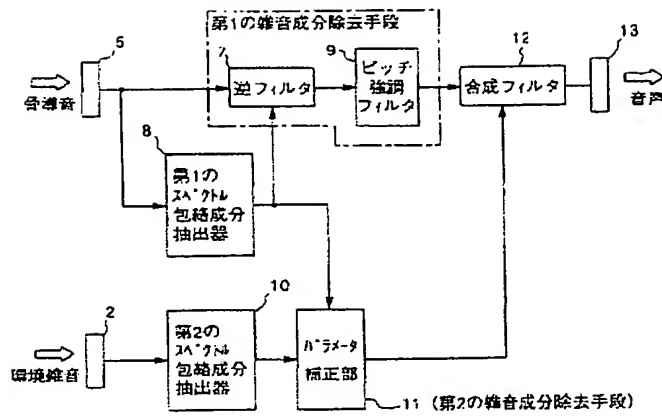 第1の雑音成分除去手段
5
7
9
12
13
骨導音
逆フィルタ
ピッチ
強調
フィルタ
合成フィルタ
音声
8
第1の
スペクトル
包絡成分
抽出器
2
10
環境雑音
第2の
スペクトル
包絡成分
抽出器
パラメータ
補正部
11 (第2の雑音成分除去手段)